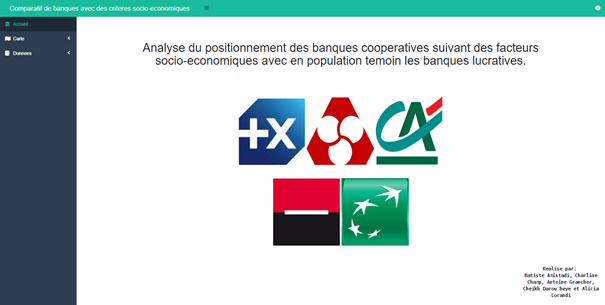 Comparatif de banques avec des criteres socio-economiques
Accueil
Carte
Donnees
Analyse du positionnement des banques cooperatives suivant des facteurs
socio-economiques avec en population temoin les banques lucratives.
+X
CA
Realise par:
Batiste Anistadi, Charline
Champ, Antoine Graecher,
Cheikh Darou beye et Alicia
Lorandi